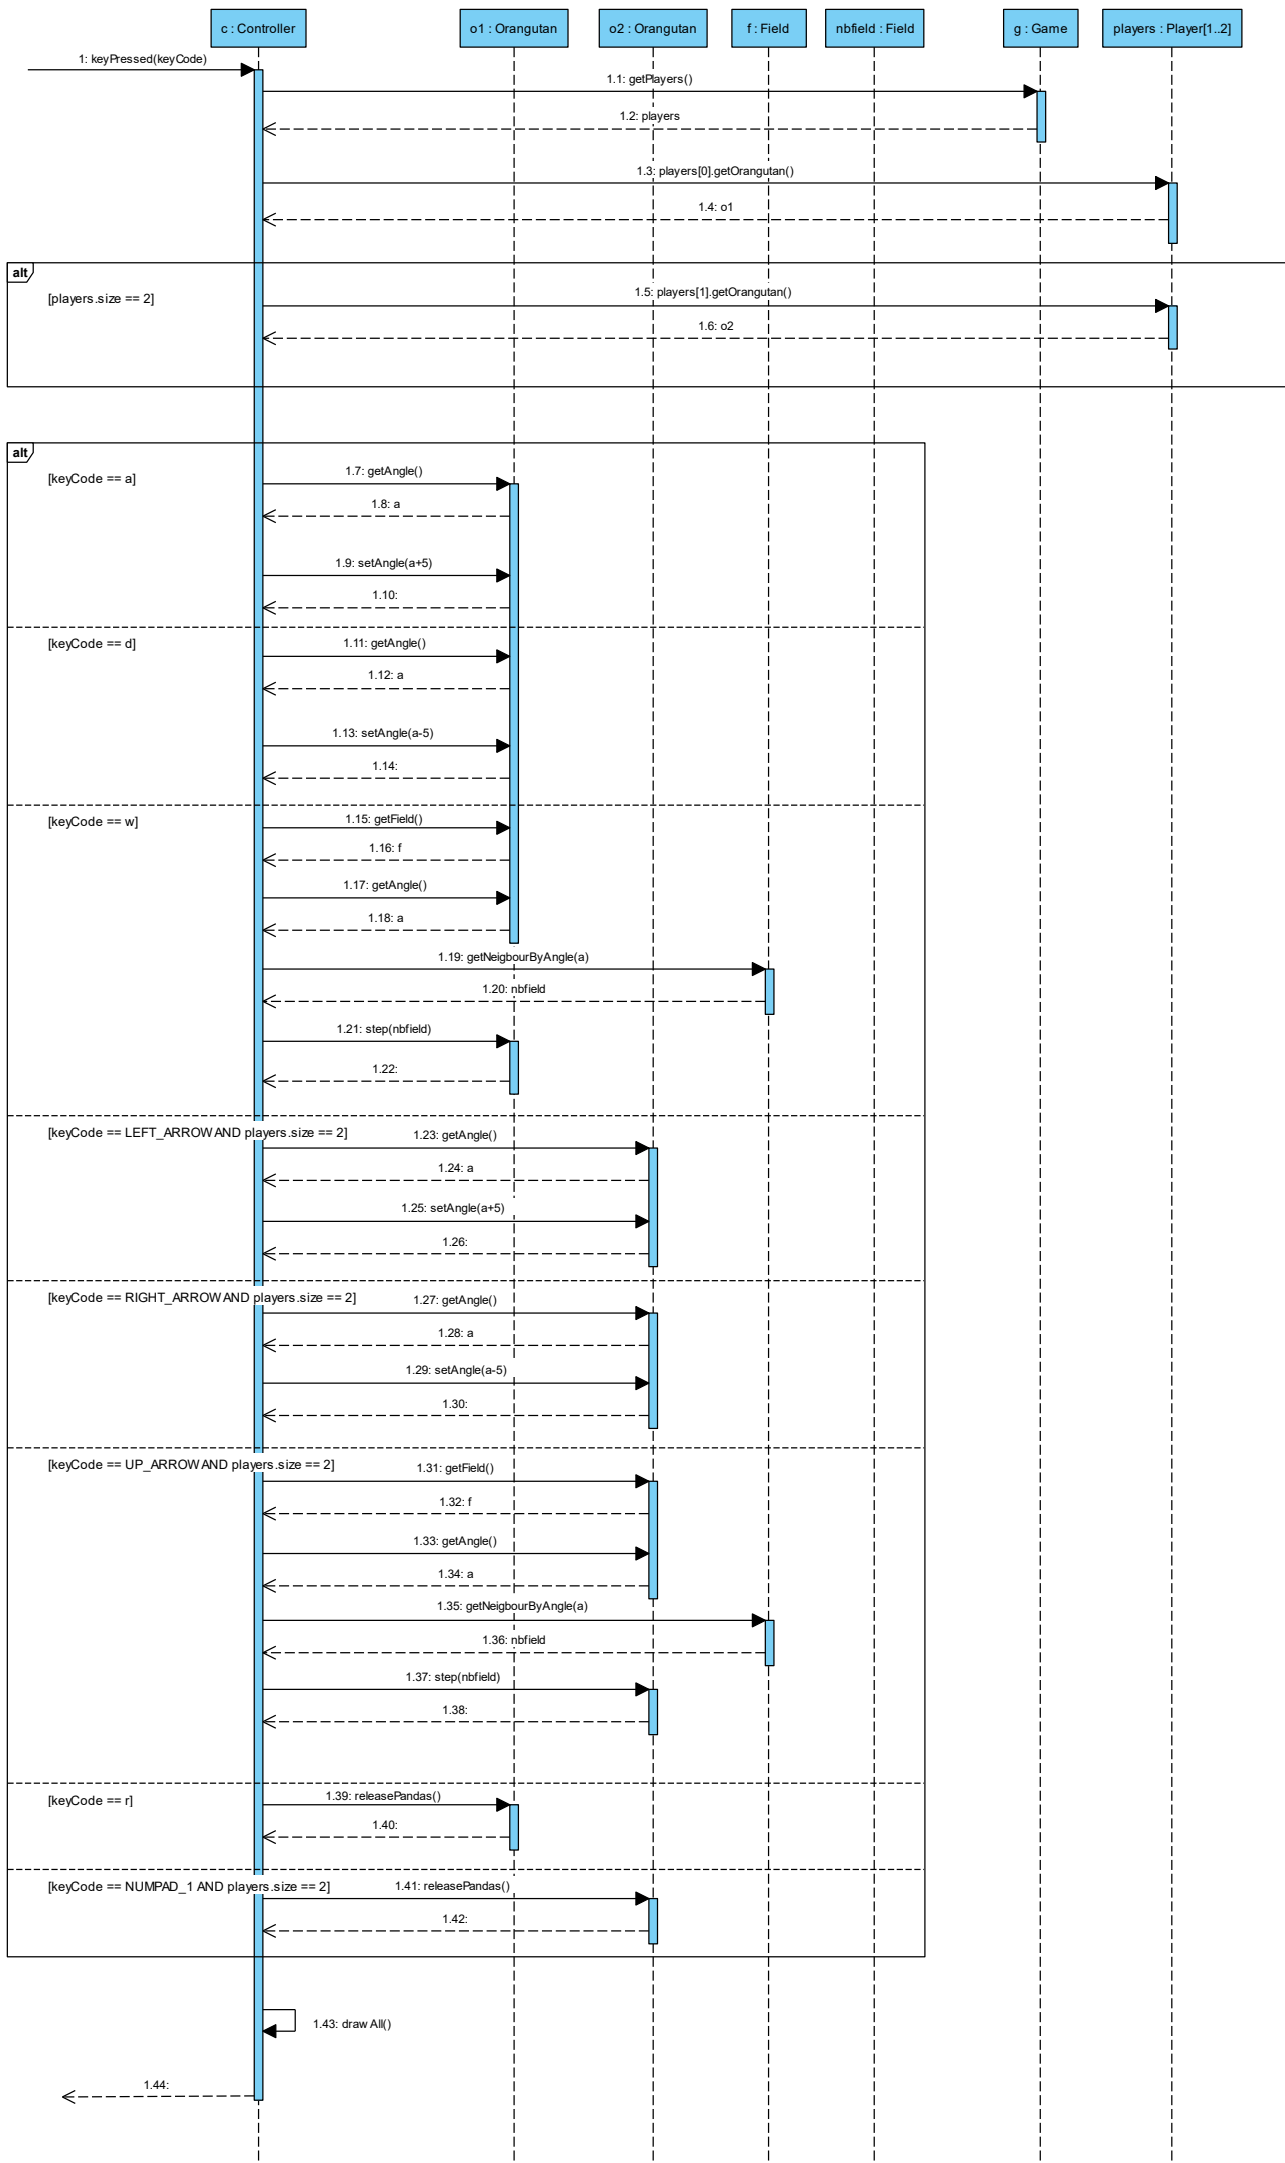 c : Controller
o1 : Orangutan
o2 : Orangutan
f : Field
nbfield : Field
g : Game
players : Player[1..2]
1: keyPressed(keyCode)
1.1: getPlayers()
1.2: players
1.3: players[0].getOrangutan()
1.4: o1
alt
[players.size == 2]
1.5: players[1].getOrangutan()
1.6: o2
alt
[keyCode == a]
1.7: getAngle()
1.8: a
1.9: setAngle(a+5)
1.10:
[keyCode == d]
1.11: getAngle()
1.12: a
1.13: setAngle(a-5)
1.14:
[keyCode == w]
1.15: getField()
1.16: f
1.17: getAngle()
1.18: a
1.19: getNeigbourByAngle(a)
1.20: nbfield
1.21: step(nbfield)
1.22:
[keyCode == LEFT_ARROW AND players.size == 2]
1.23: getAngle()
1.24: a
1.25: setAngle(a+5)
1.26:
[keyCode == RIGHT_ARROW AND players.size == 2]
1.27: getAngle()
1.28: a
1.29: setAngle(a-5)
1.30:
[keyCode == UP_ARROW AND players.size == 2]
1.31: getField()
1.32: f
1.33: getAngle()
1.34: a
1.35: getNeigbourByAngle(a)
1.36: nbfield
1.37: step(nbfield)
1.38:
[keyCode == r]
1.39: releasePandas()
1.40:
[keyCode == NUMPAD_1 AND players.size == 2]
1.41: releasePandas()
1.42:
1.43: drawAll()
1.44: